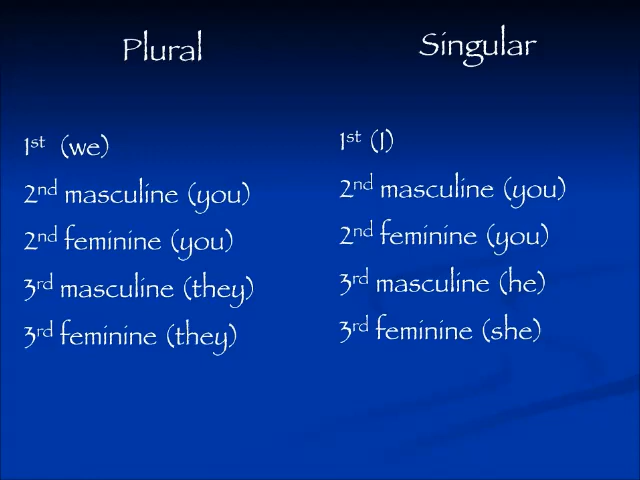 Plural
1st (we)
2nd masculine (you)
2nd feminine (you)
3rd masculine (they)
3rd feminine (they)
Singular
1st (I)
2nd masculine (you)
2nd feminine (you)
3rd masculine (he)
3rd feminine (she)